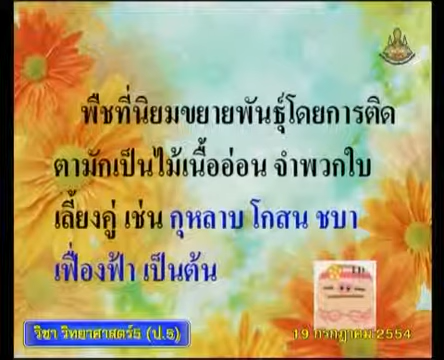 พืชที่นิยมขยายพันธุ์โดยการติด
ตามักเป็นไม้เนื้ออ่อน จำพวกใบ
เลี้ยงคู่ เช่น กุหลาบ โกสน ชบา
เฟื่องฟ้า เป็นต้น
วิชา วิทยาศาสตร์5 (ป.5)
19 กรกฎาคม 2554